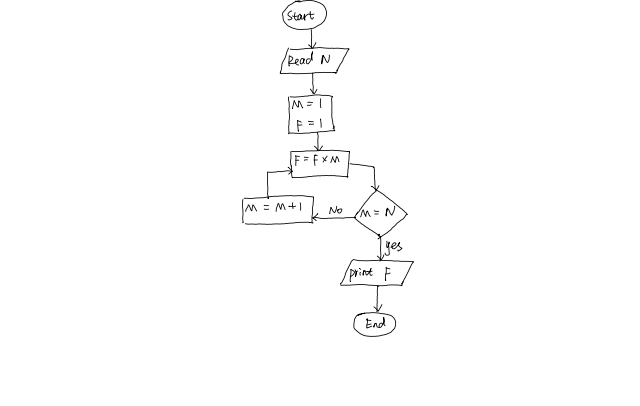 Start
Read N
M = 1
F = 1
F = F × M
M = M + 1
No
M = N
yes
print F
End